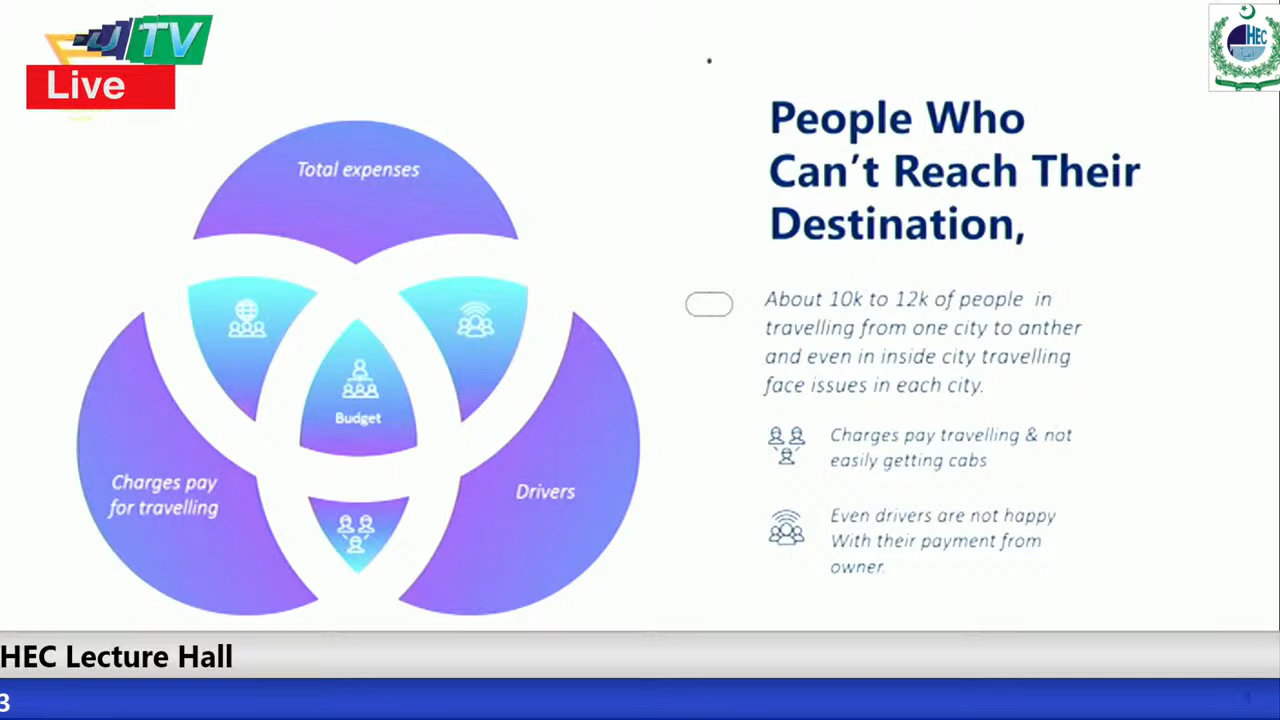 EduTV
Live
HEC
People Who
Can’t Reach Their
Destination,
Total expenses
Budget
Charges pay
for travelling
Drivers
About 10k to 12k of people in
travelling from one city to anther
and even in inside city travelling
face issues in each city.
Charges pay travelling & not
easily getting cabs
Even drivers are not happy
With their payment from
owner.
HEC Lecture Hall
3